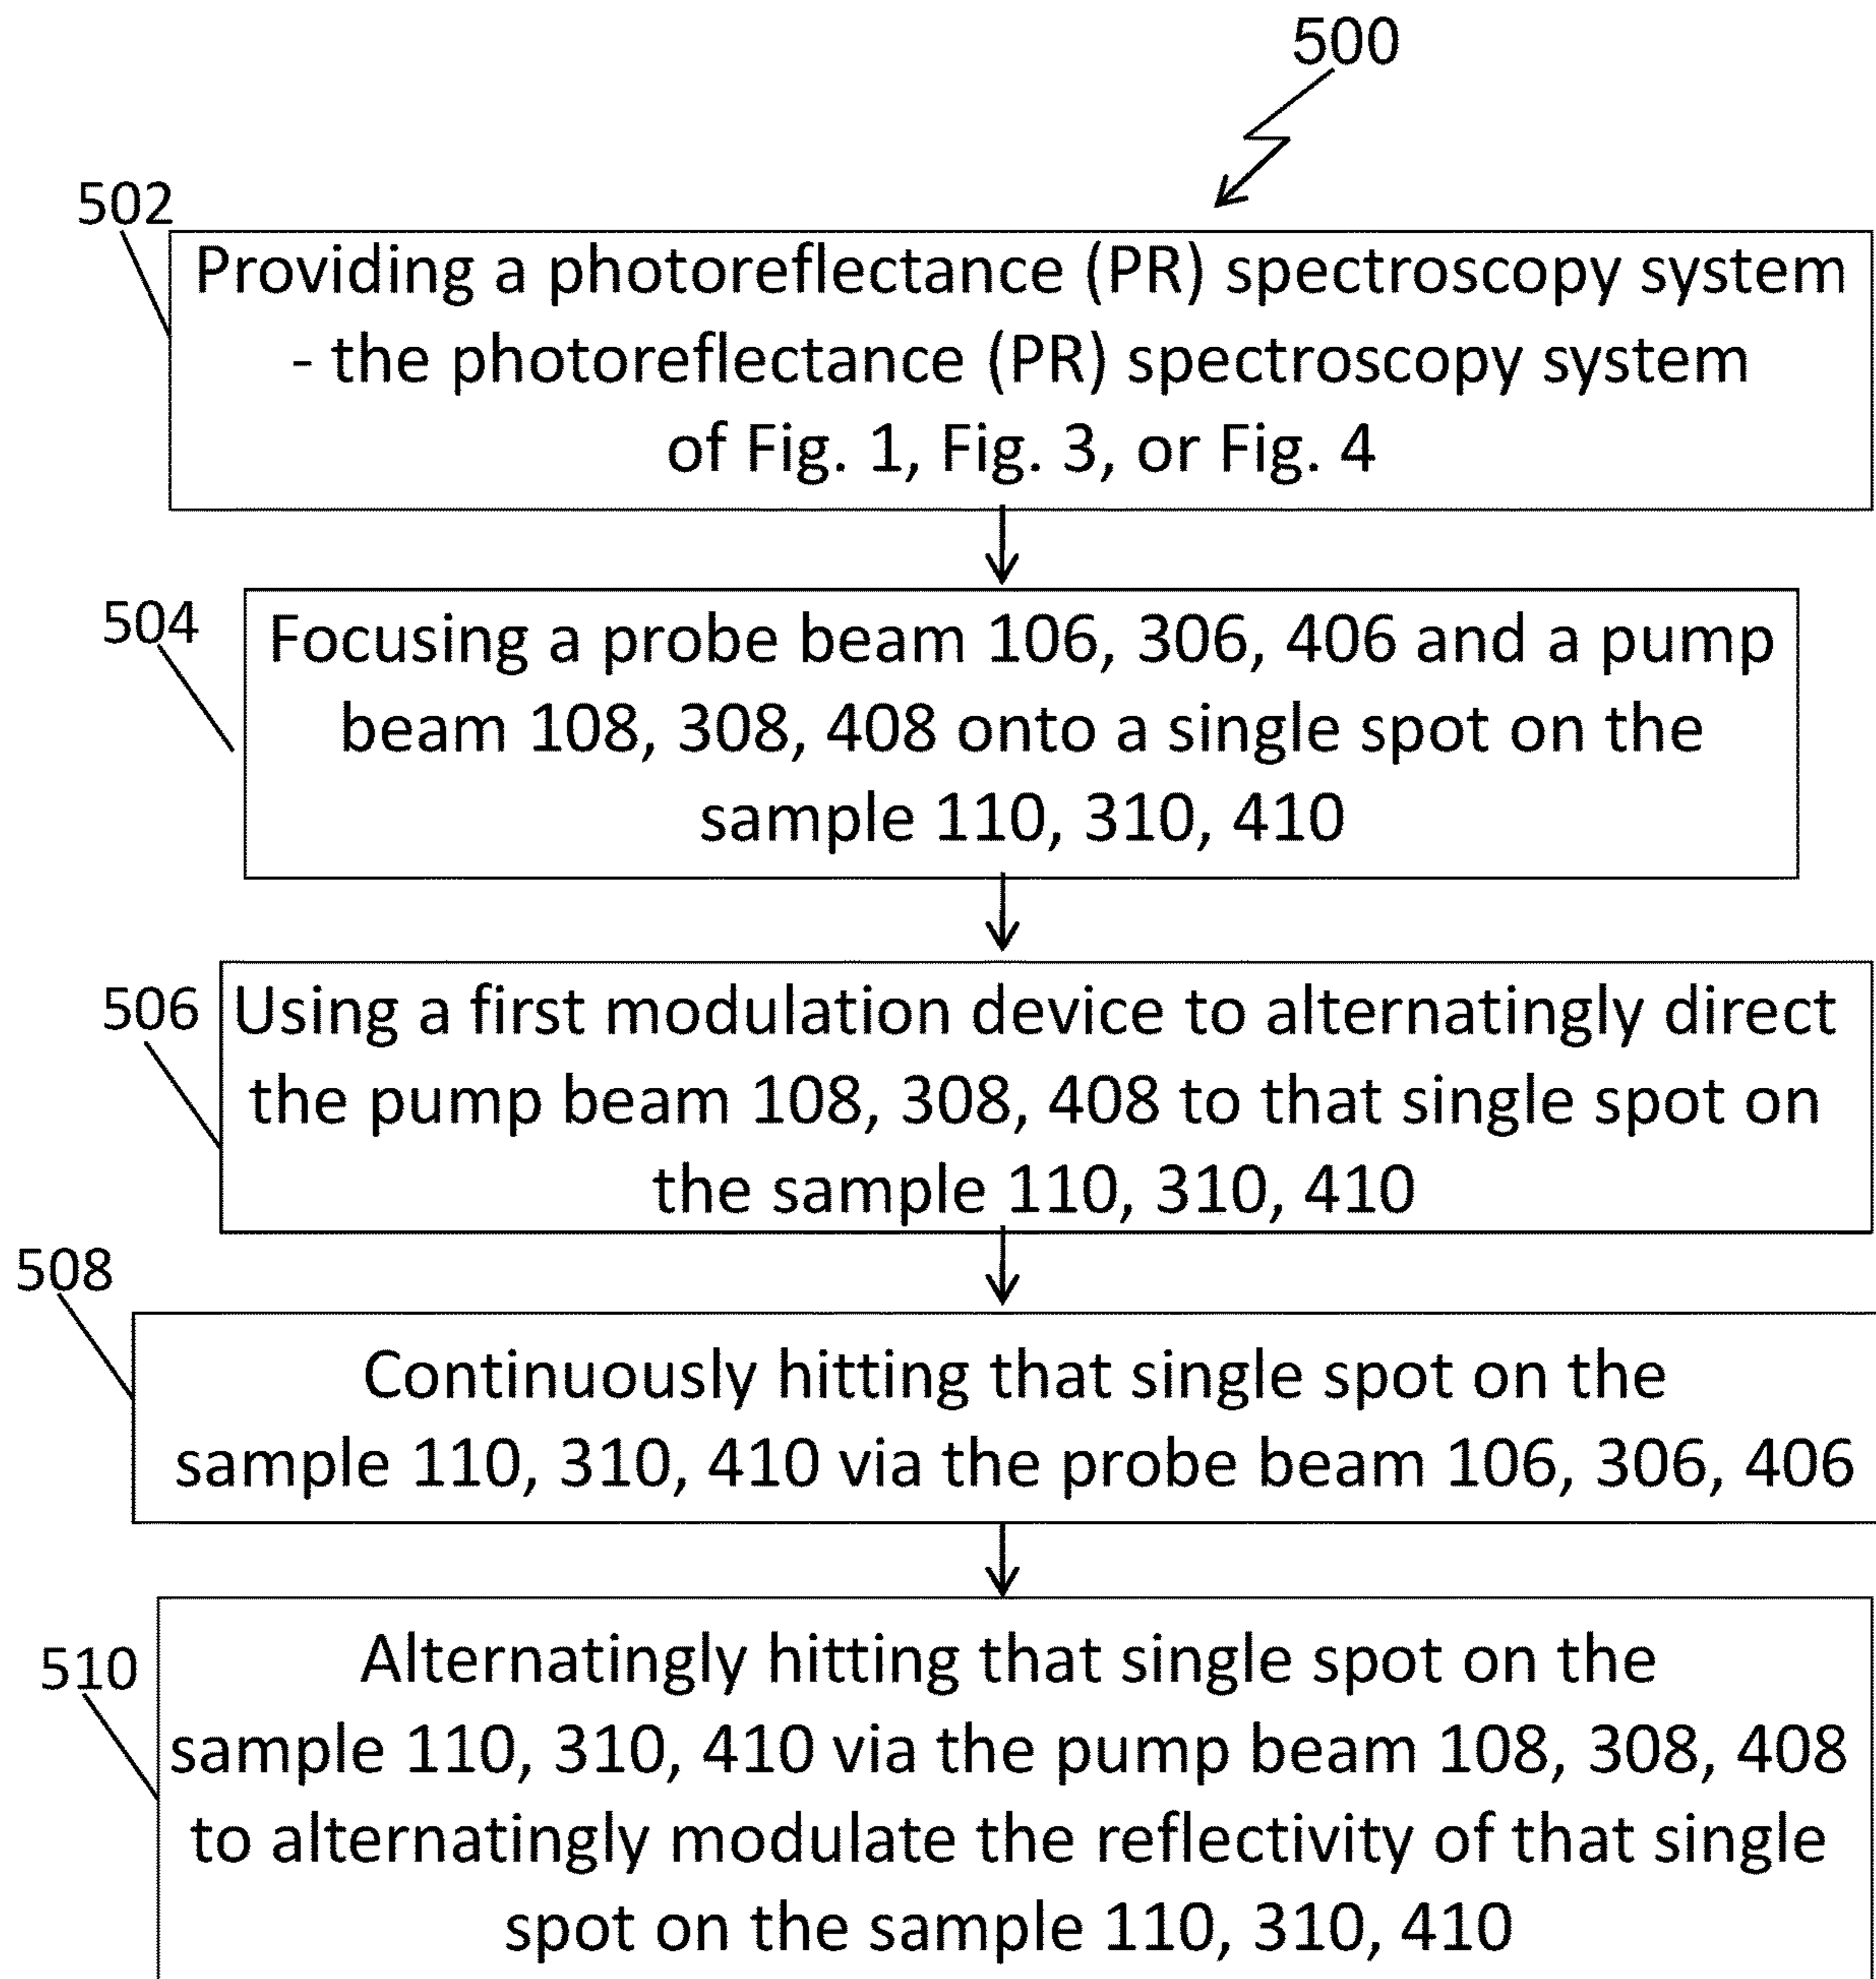 500
502
Providing a photoreflectance (PR) spectroscopy system
- the photoreflectance (PR) spectroscopy system
of Fig. 1, Fig. 3, or Fig. 4
504
Focusing a probe beam 106, 306, 406 and a pump
beam 108, 308, 408 onto a single spot on the
sample 110, 310, 410
506
Using a first modulation device to alternatingly direct
the pump beam 108, 308, 408 to that single spot on
the sample 110, 310, 410
508
Continuously hitting that single spot on the
sample 110, 310, 410 via the probe beam 106, 306, 406
510
Alternatingly hitting that single spot on the
sample 110, 310, 410 via the pump beam 108, 308, 408
to alternatingly modulate the reflectivity of that single
spot on the sample 110, 310, 410